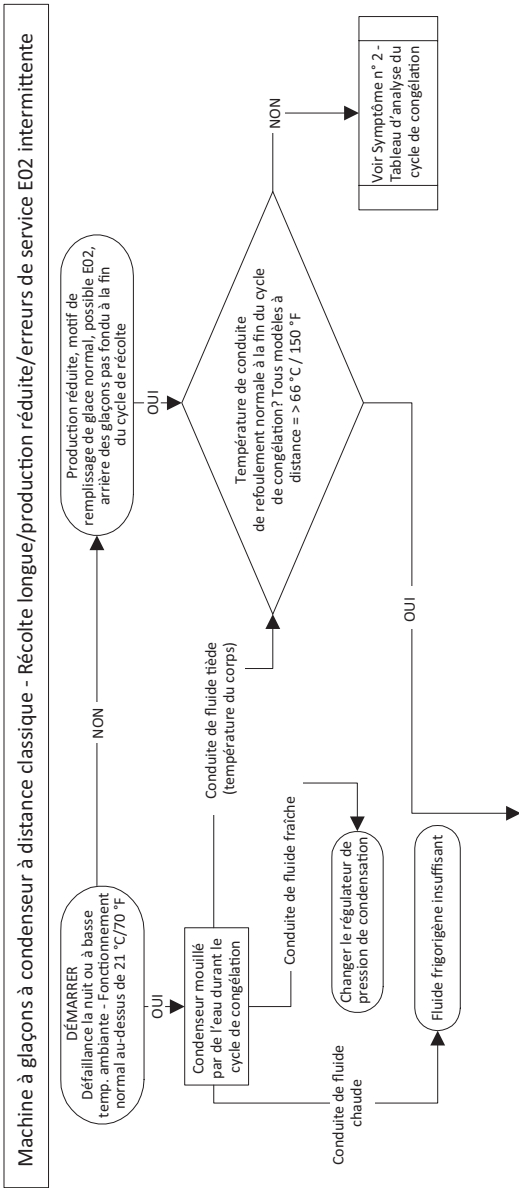 Machine à glaçons à condenseur à distance classique - Récolte longue/production réduite/erreurs de service E02 intermittente
DÉMARRER
Défaillance la nuit ou à basse
temp. ambiante - Fonctionnement
normal au-dessus de 21 °C/70 °F
NON
Production réduite, motif de
remplissage de glace normal, possible E02,
arrière des glaçons pas fondu à la fin
du cycle de récolte
OUI
OUI
Condenseur mouillé
par de l'eau durant le
cycle de congélation
Conduite de fluide tiède
(température du corps)
Température de conduite
de refoulement normale à la fin du cycle
de congélation? Tous modèles à
distance = > 66 °C / 150 °F
NON
Voir Symptôme n° 2 -
Tableau d'analyse du
cycle de congélation
Conduite de fluide fraîche
Changer le régulateur de
pression de condensation
Conduite de fluide
chaude
Fluide frigorigène insuffisant
OUI